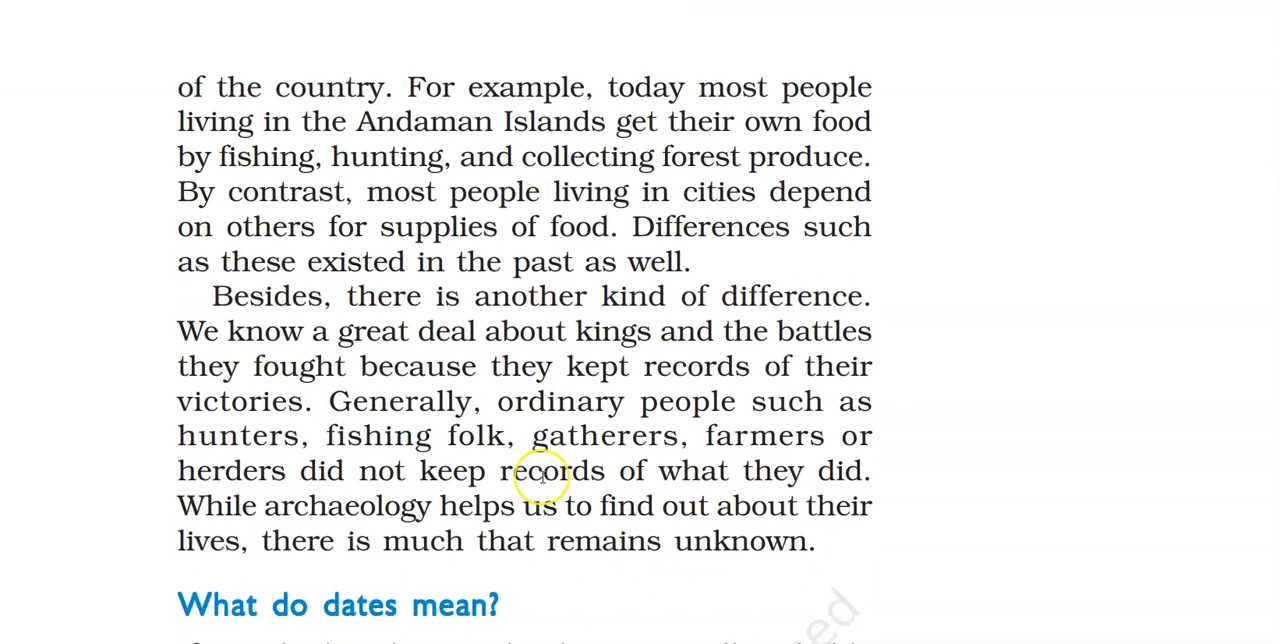 of the country. For example, today most people
living in the Andaman Islands get their own food
by fishing, hunting, and collecting forest produce.
By contrast, most people living in cities depend
on others for supplies of food. Differences such
as these existed in the past as well.
Besides, there is another kind of difference.
We know a great deal about kings and the battles
they fought because they kept records of their
victories. Generally, ordinary people such as
hunters, fishing folk, gatherers, farmers or
herders did not keep records of what they did.
While archaeology helps us to find out about their
lives, there is much that remains unknown.
What do dates mean?